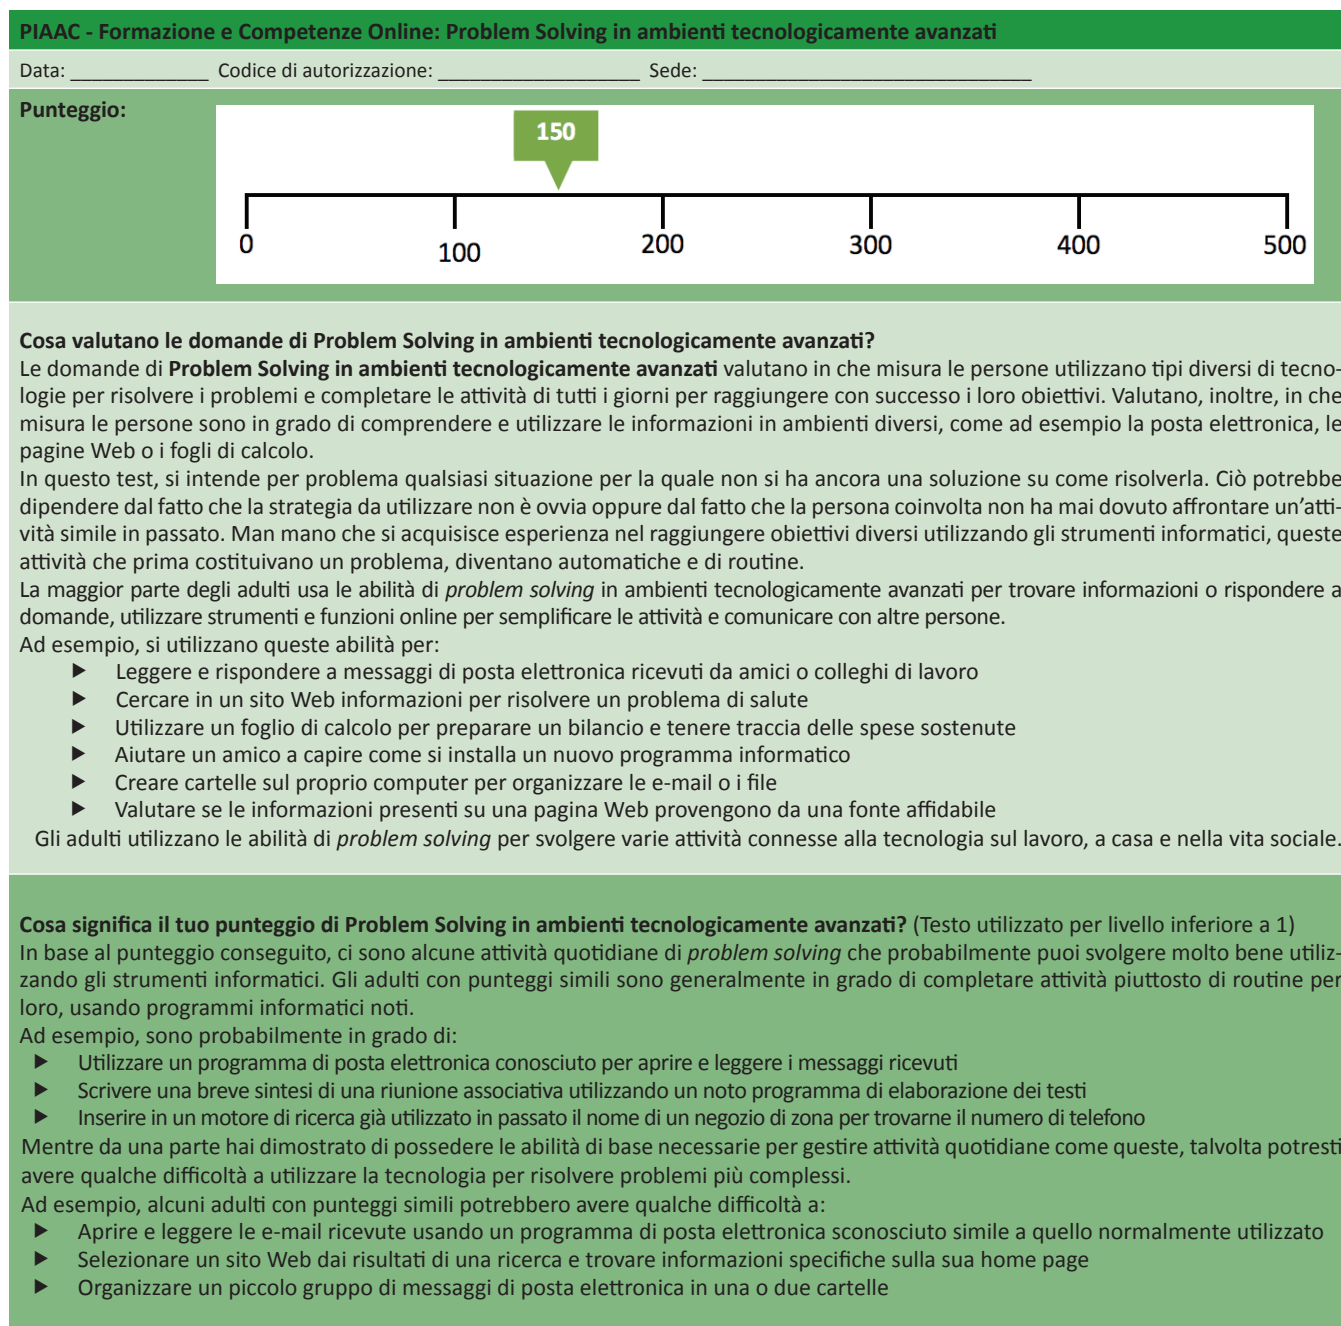 PIAAC - Formazione e Competenze Online: Problem Solving in ambienti tecnologicamente avanzati
Data: _____________ Codice di autorizzazione: ___________________ Sede: _______________________________
Punteggio:
150
0 100 200 300 400 500
Cosa valutano le domande di Problem Solving in ambienti tecnologicamente avanzati?
Le domande di Problem Solving in ambienti tecnologicamente avanzati valutano in che misura le persone utilizzano tipi diversi di tecno-
logie per risolvere i problemi e completare le attività di tutti i giorni per raggiungere con successo i loro obiettivi. Valutano, inoltre, in che
misura le persone sono in grado di comprendere e utilizzare le informazioni in ambienti diversi, come ad esempio la posta elettronica, le
pagine Web o i fogli di calcolo.
In questo test, si intende per problema qualsiasi situazione per la quale non si ha ancora una soluzione su come risolverla. Ciò potrebbe
dipendere dal fatto che la strategia da utilizzare non è ovvia oppure dal fatto che la persona coinvolta non ha mai dovuto affrontare un'atti-
vità simile in passato. Man mano che si acquisisce esperienza nel raggiungere obiettivi diversi utilizzando gli strumenti informatici, queste
attività che prima costituivano un problema, diventano automatiche e di routine.
La maggior parte degli adulti usa le abilità di problem solving in ambienti tecnologicamente avanzati per trovare informazioni o rispondere a
domande, utilizzare strumenti e funzioni online per semplificare le attività e comunicare con altre persone.
Ad esempio, si utilizzano queste abilità per:
▶ Leggere e rispondere a messaggi di posta elettronica ricevuti da amici o colleghi di lavoro
▶ Cercare in un sito Web informazioni per risolvere un problema di salute
▶ Utilizzare un foglio di calcolo per preparare un bilancio e tenere traccia delle spese sostenute
▶ Aiutare un amico a capire come si installa un nuovo programma informatico
▶ Creare cartelle sul proprio computer per organizzare le e-mail o i file
▶ Valutare se le informazioni presenti su una pagina Web provengono da una fonte affidabile
Gli adulti utilizzano le abilità di problem solving per svolgere varie attività connesse alla tecnologia sul lavoro, a casa e nella vita sociale.
Cosa significa il tuo punteggio di Problem Solving in ambienti tecnologicamente avanzati? (Testo utilizzato per livello inferiore a 1)
In base al punteggio conseguito, ci sono alcune attività quotidiane di problem solving che probabilmente puoi svolgere molto bene utiliz-
zando gli strumenti informatici. Gli adulti con punteggi simili sono generalmente in grado di completare attività piuttosto di routine per
loro, usando programmi informatici noti.
Ad esempio, sono probabilmente in grado di:
▶ Utilizzare un programma di posta elettronica conosciuto per aprire e leggere i messaggi ricevuti
▶ Scrivere una breve sintesi di una riunione associativa utilizzando un noto programma di elaborazione dei testi
▶ Inserire in un motore di ricerca già utilizzato in passato il nome di un negozio di zona per trovarne il numero di telefono
Mentre da una parte hai dimostrato di possedere le abilità di base necessarie per gestire attività quotidiane come queste, talvolta potresti
avere qualche difficoltà a utilizzare la tecnologia per risolvere problemi più complessi.
Ad esempio, alcuni adulti con punteggi simili potrebbero avere qualche difficoltà a:
▶ Aprire e leggere le e-mail ricevute usando un programma di posta elettronica sconosciuto simile a quello normalmente utilizzato
▶ Selezionare un sito Web dai risultati di una ricerca e trovare informazioni specifiche sulla sua home page
▶ Organizzare un piccolo gruppo di messaggi di posta elettronica in una o due cartelle